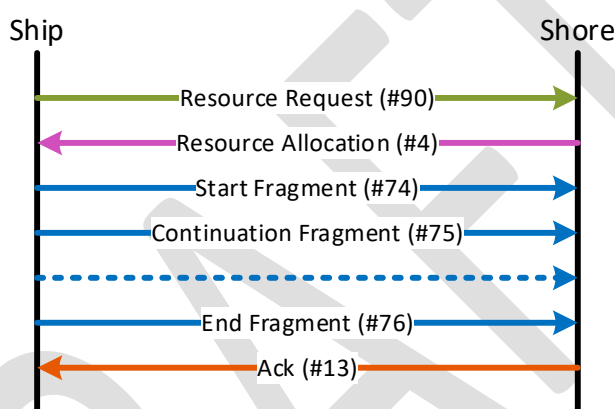 Ship Shore
Resource Request (#90)
Resource Allocation (#4)
Start Fragment (#74)
Continuation Fragment (#75)
End Fragment (#76)
Ack (#13)